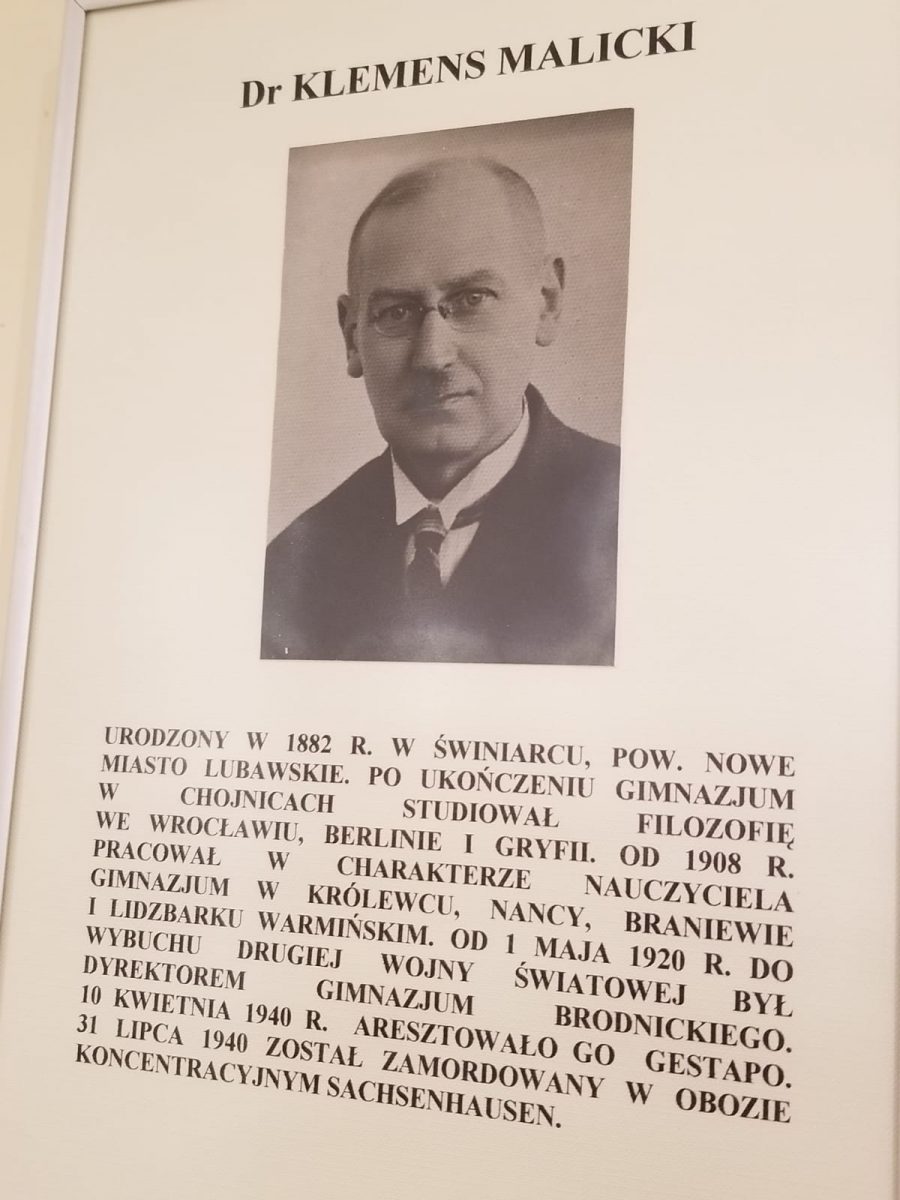 Dr KLEMENS MALICKI
URODZONY W 1882 R. W ŚWINIARCU, POW. NOWE
MIASTO LUBAWSKIE. PO UKOŃCZENIU GIMNAZJUM
W CHOJNICACH STUDIOWAŁ FILOZOFIĘ
WE WROCŁAWIU, BERLINIE I GRYFII. OD 1908 R.
PRACOWAŁ W CHARAKTERZE NAUCZYCIELA
GIMNAZJUM W KRÓLEWCU, NANCY, BRANIEWIE
I LIDZBARKU WARMIŃSKIM. OD 1 MAJA 1920 R. DO
WYBUCHU DRUGIEJ WOJNY ŚWIATOWEJ BYŁ
DYREKTOREM GIMNAZJUM BRODNICKIEGO.
10 KWIETNIA 1940 R. ARESZTOWAŁO GO GESTAPO.
31 LIPCA 1940 ZOSTAŁ ZAMORDOWANY W OBOZIE
KONCENTRACYJNYM SACHSENHAUSEN.